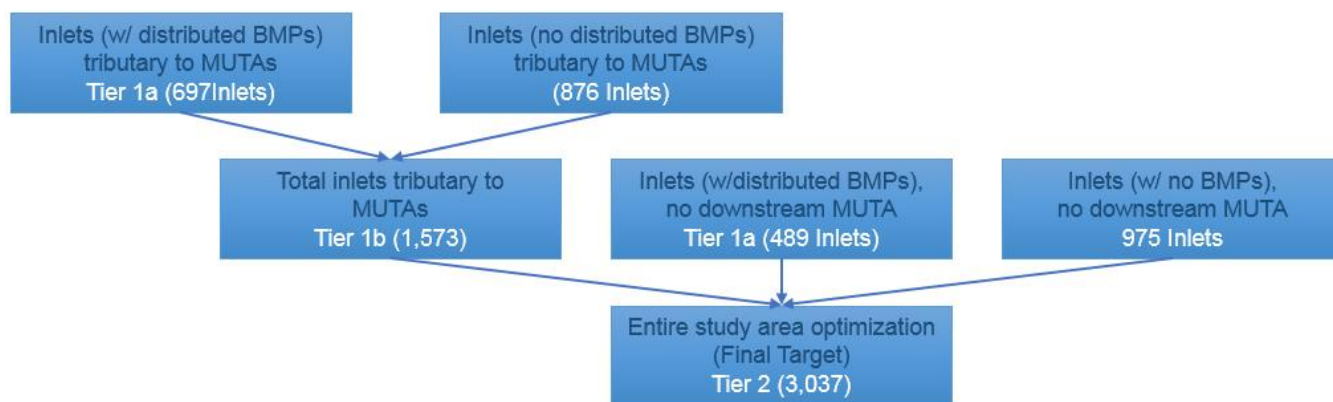 Inlets (w/ distributed BMPs)
tributary to MUTAs
Tier 1a (697Inlets)
Inlets (no distributed BMPs)
tributary to MUTAs
(876 Inlets)
Total inlets tributary to
MUTAs
Tier 1b (1,573)
Inlets (w/distributed BMPs),
no downstream MUTA
Tier 1a (489 Inlets)
Inlets (w/ no BMPs),
no downstream MUTA
975 Inlets
Entire study area optimization
(Final Target)
Tier 2 (3,037)